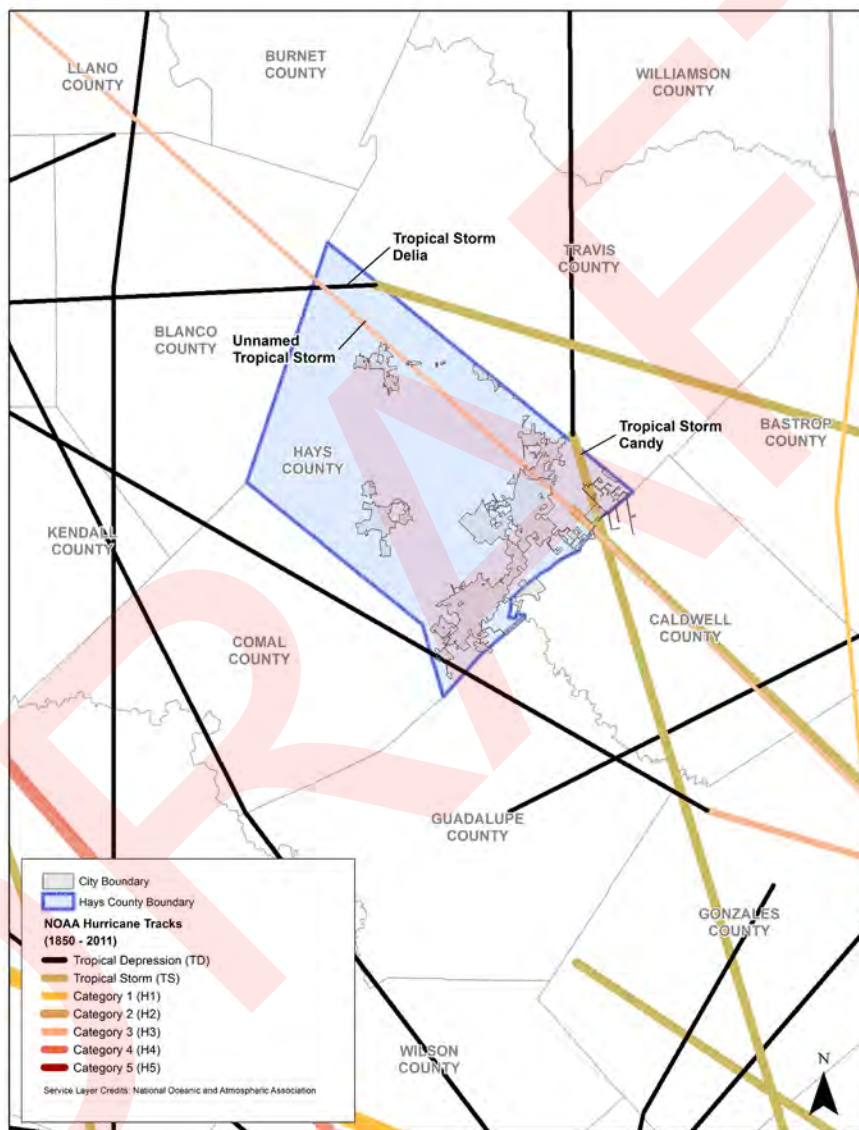 LLANO
COUNTY
BURNET
COUNTY
WILLIAMSON
COUNTY
Tropical Storm
Delia
TRAVIS
COUNTY
BLANCO
COUNTY
Unnamed
Tropical Storm
Tropical Storm
Candy
BASTROP
COUNTY
HAYS
COUNTY
KENDALL
COUNTY
COMAL
COUNTY
CALDWELL
COUNTY
GUADALUPE
COUNTY
GONZALES
COUNTY
WILSON
COUNTY
City Boundary
Hays County Boundary
NOAA Hurricane Tracks
(1850 - 2011)
Tropical Depression (TD)
Tropical Storm (TS)
Category 1 (H1)
Category 2 (H2)
Category 3 (H3)
Category 4 (H4)
Category 5 (H5)
Service Layer Credits: National Oceanic and Atmospheric Association
N
DRAFT